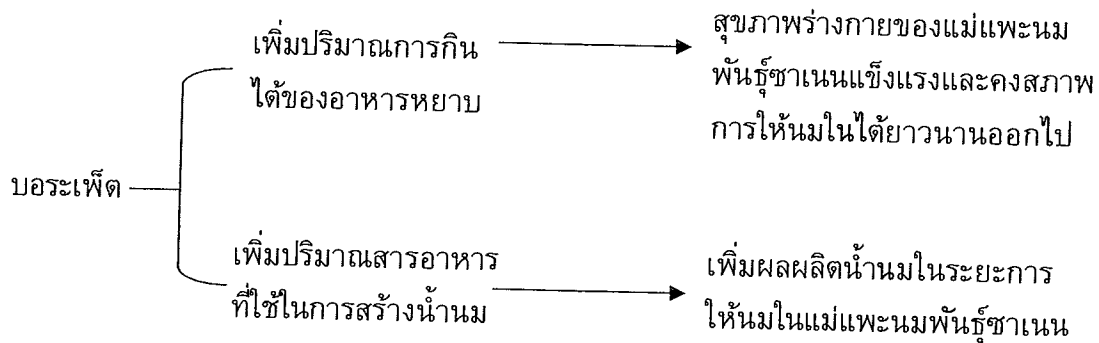 เพิ่มปริมาณการกิน
ได้ของอาหารหยาบ
สุขภาพร่างกายของแม่แพะนม
พันธุ์ซาเนนแข็งแรงและคงสภาพ
การให้นมในได้ยาวนานออกไป
บอระเพ็ด
เพิ่มปริมาณสารอาหาร
ที่ใช้ในการสร้างน้ำนม
เพิ่มผลผลิตน้ำนมในระยะการ
ให้นมในแม่แพะนมพันธุ์ซาเนน